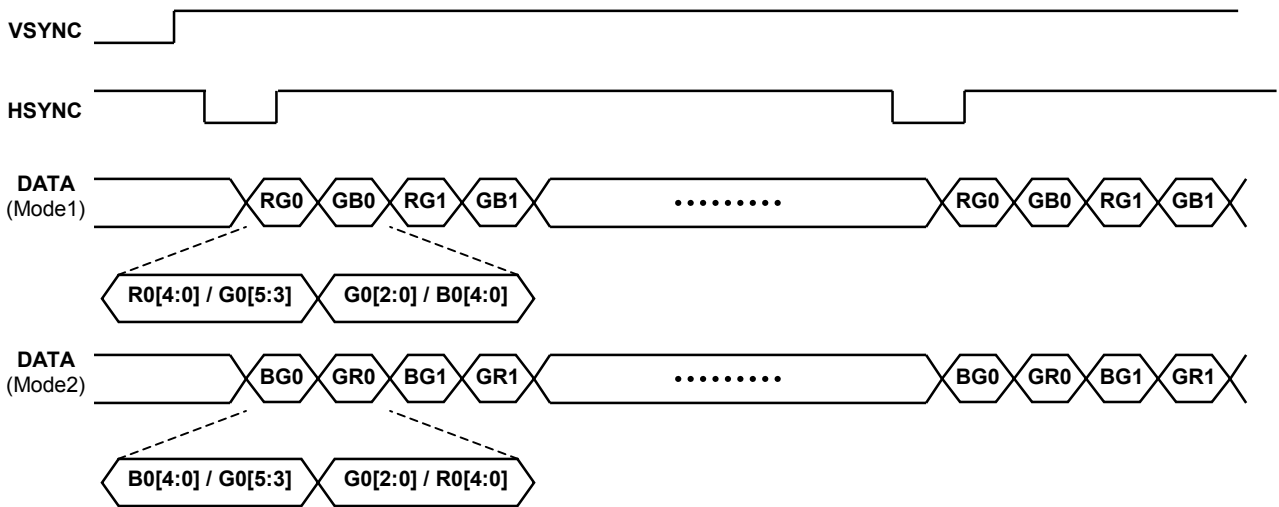 VSYNC
HSYNC
DATA
(Mode1)
RG0 GB0 RG1 GB1 ......... RG0 GB0 RG1 GB1
R0[4:0] / G0[5:3] G0[2:0] / B0[4:0]
DATA
(Mode2)
BG0 GR0 BG1 GR1 ......... BG0 GR0 BG1 GR1
B0[4:0] / G0[5:3] G0[2:0] / R0[4:0]